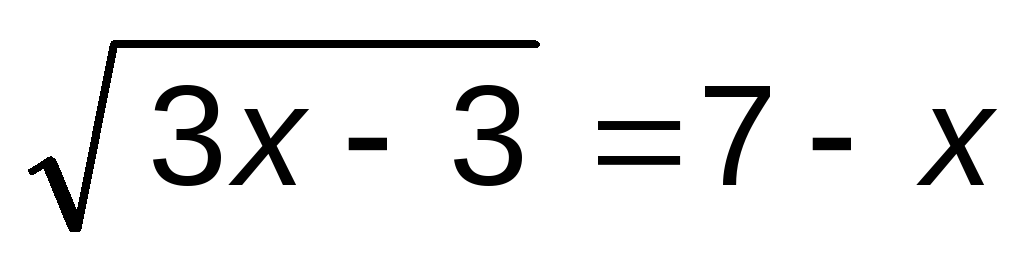 √(3x - 3) = 7 - x